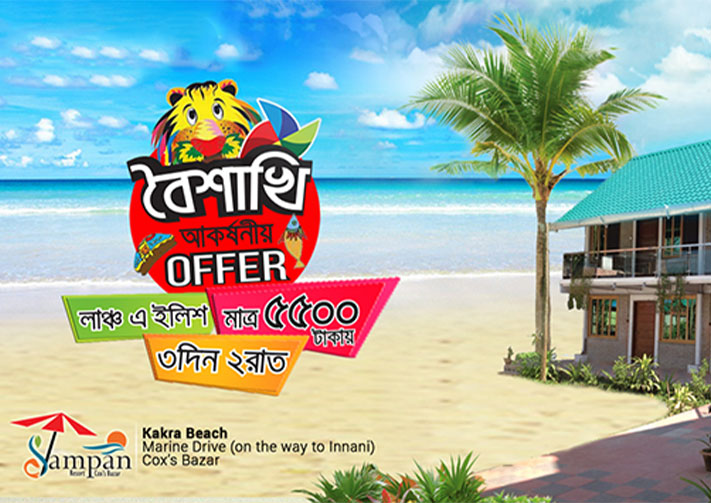 বৈশাখি
আকর্ষনীয়
OFFER
লাঞ্চ এ ইলিশ
মাত্র ৫৫০০ টাকায়
৩দিন ২রাত
Sampan
Resort Cox's Bazar
Kakra Beach
Marine Drive (on the way to Innani)
Cox's Bazar